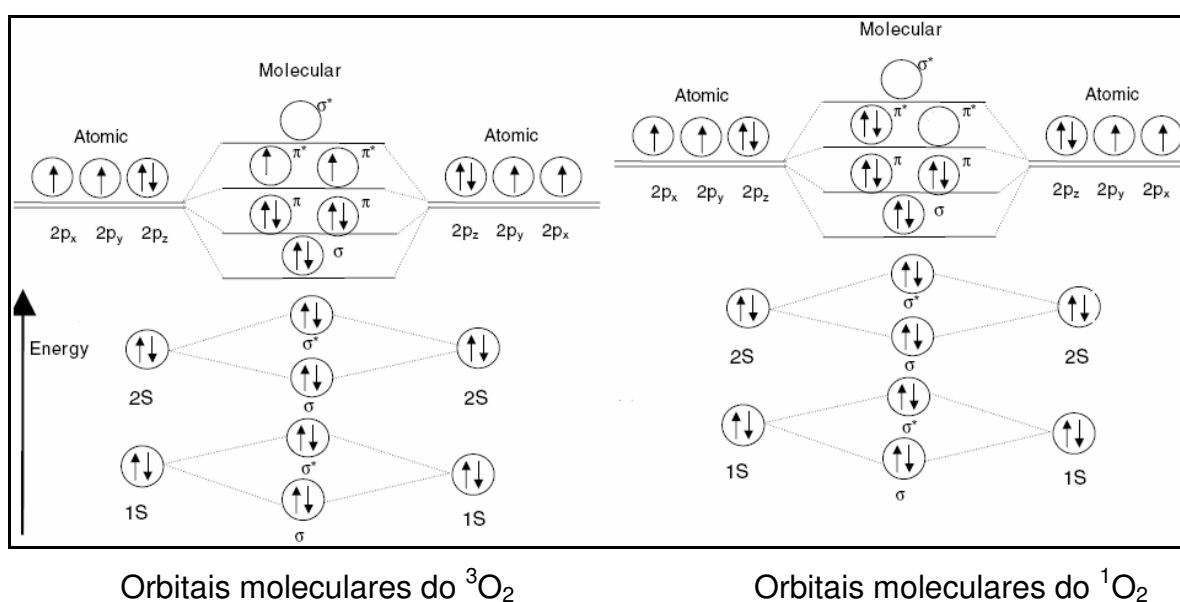 Molecular
σ*
Atomic π* π* Atomic
π π
2px 2py 2pz σ 2pz 2py 2px
Energy
σ*
2S σ 2S
σ*
1S σ 1S
Molecular
σ*
Atomic π* π* Atomic
π π
2px 2py 2pz σ 2pz 2py 2px
σ*
2S σ 2S
σ*
1S σ 1S
Orbitais moleculares do ³O₂
Orbitais moleculares do ¹O₂